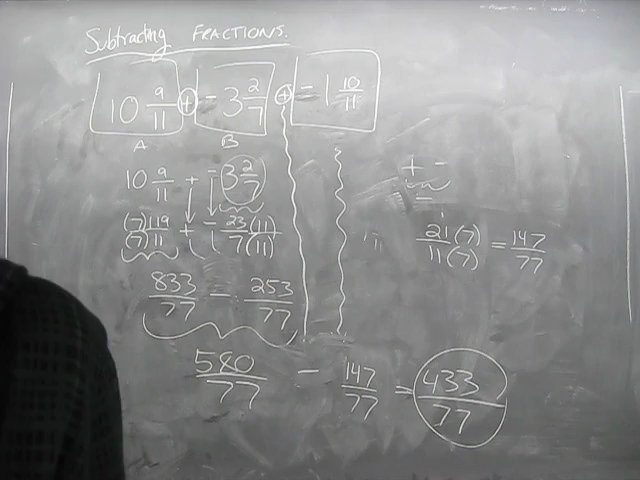 Subtracting FRACTIONS.
10 9/11 + - 3 2/7 + - 1 10/11
A B
10 9/11 + - 3 2/7
+ -
-
(7)119/(7)11 + - 23(11)/7(11)
21(7)/11(7) = 147/77
833/77 - 253/77
580/77 - 147/77 = 433/77